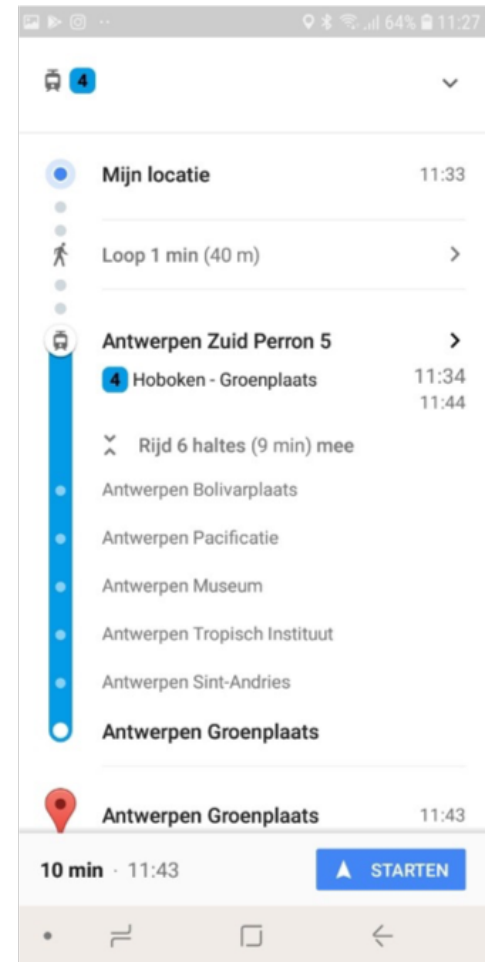 64% 11:27
4
Mijn locatie 11:33
Loop 1 min (40 m)
Antwerpen Zuid Perron 5
4 Hoboken - Groenplaats 11:34
11:44
Rijd 6 haltes (9 min) mee
Antwerpen Bolivarplaats
Antwerpen Pacificatie
Antwerpen Museum
Antwerpen Tropisch Instituut
Antwerpen Sint-Andries
Antwerpen Groenplaats
Antwerpen Groenplaats 11:43
10 min · 11:43 STARTEN